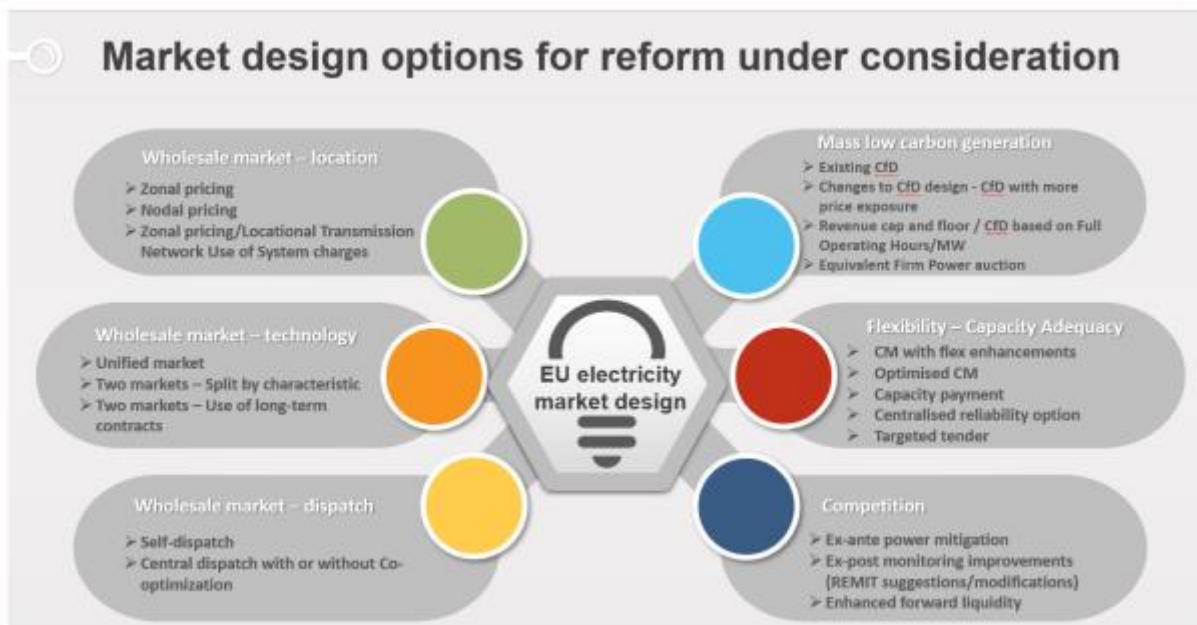 Market design options for reform under consideration
Wholesale market – location
➢ Zonal pricing
➢ Nodal pricing
➢ Zonal pricing/Locational Transmission
Network Use of System charges
Wholesale market – technology
➢ Unified market
➢ Two markets – Split by characteristic
➢ Two markets – Use of long-term
contracts
Wholesale market – dispatch
➢ Self-dispatch
➢ Central dispatch with or without Co-
optimization
EU electricity
market design
Mass low carbon generation
➢ Existing CfD
➢ Changes to CfD design - CfD with more
price exposure
➢ Revenue cap and floor / CfD based on Full
Operating Hours/MW
➢ Equivalent Firm Power auction
Flexibility – Capacity Adequacy
➢ CM with flex enhancements
➢ Optimised CM
➢ Capacity payment
➢ Centralised reliability option
➢ Targeted tender
Competition
➢ Ex-ante power mitigation
➢ Ex-post monitoring improvements
(REMIT suggestions/modifications)
➢ Enhanced forward liquidity